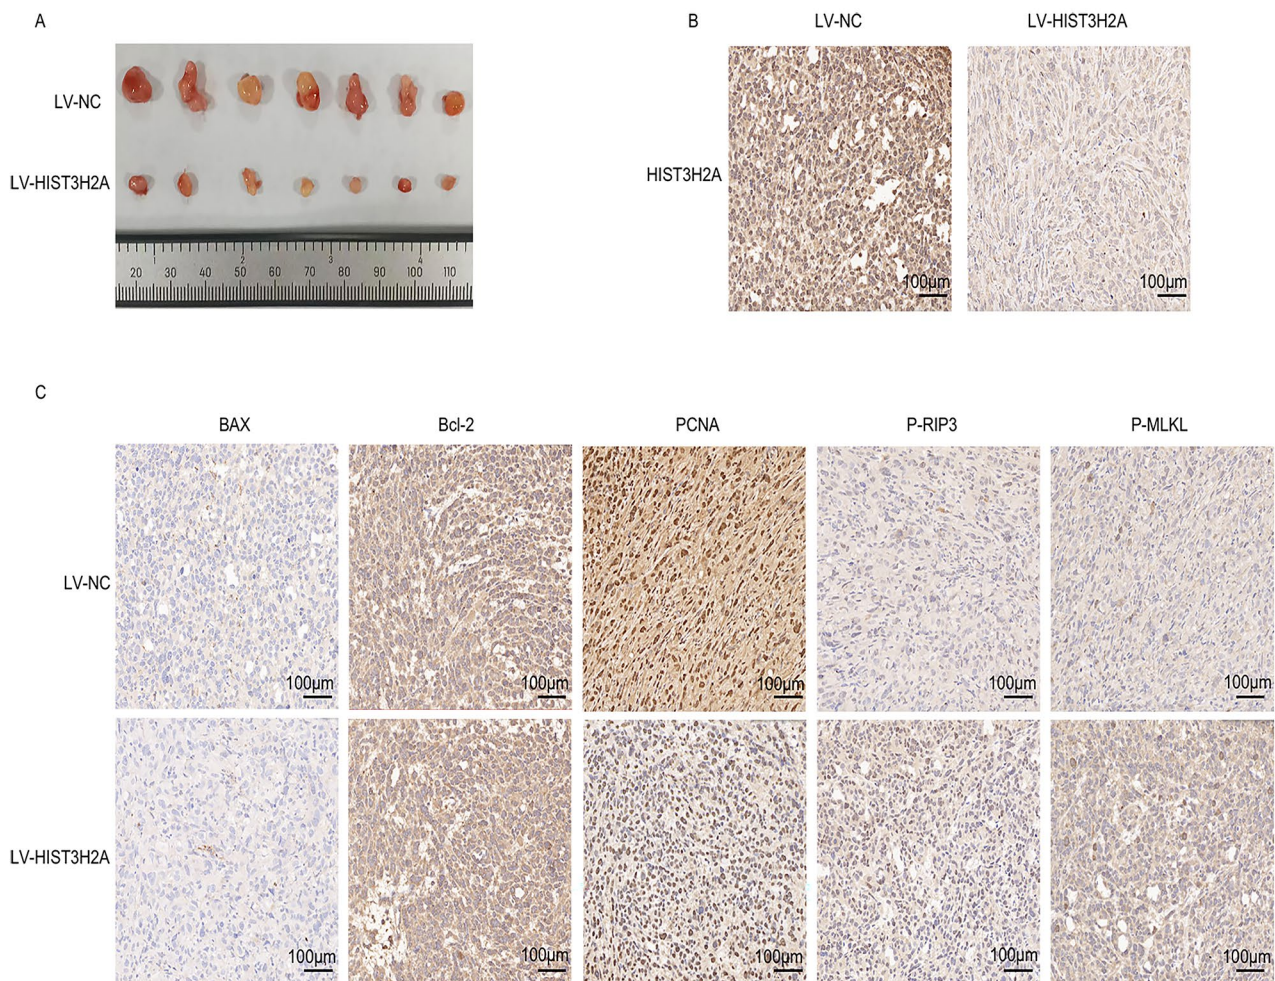 A
LV-NC
LV-HIST3H2A
1 2 3 4
20 30 40 50 60 70 80 90 100 110
B
LV-NC LV-HIST3H2A
HIST3H2A
100µm 100µm
C
BAX Bcl-2 PCNA P-RIP3 P-MLKL
LV-NC
100µm 100µm 100µm 100µm 100µm
LV-HIST3H2A
100µm 100µm 100µm 100µm 100µm